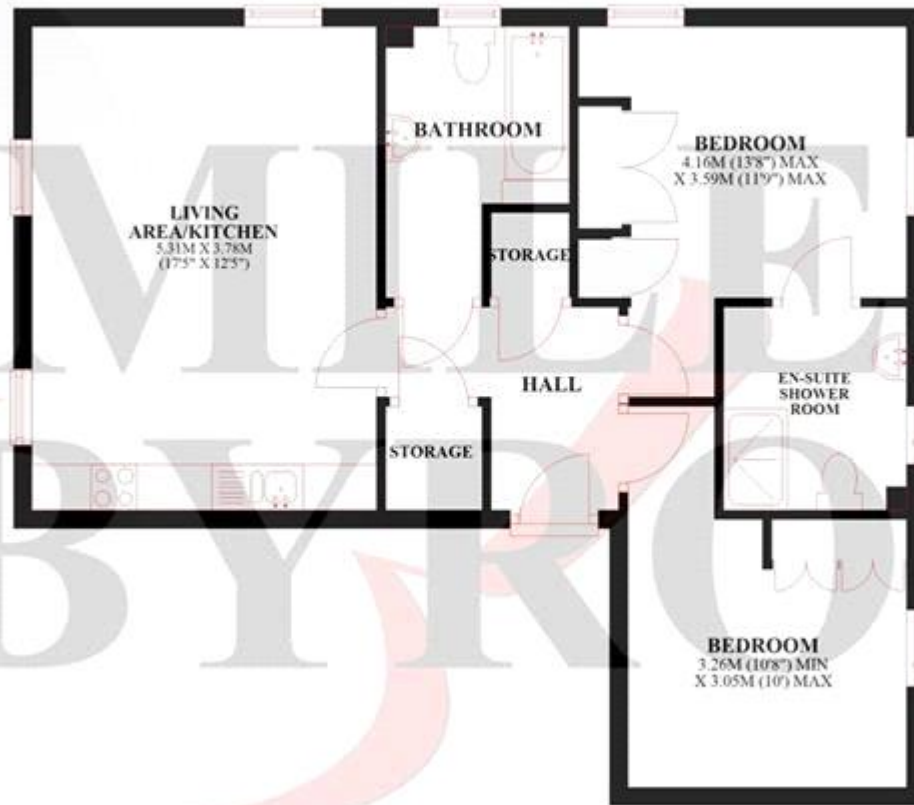 BATHROOM
BEDROOM
4.16M (13'8") MAX
X 3.59M (11'9") MAX
LIVING
AREA/KITCHEN
5.31M X 3.78M
(17'5" X 12'5")
STORAGE
HALL
EN-SUITE
SHOWER
ROOM
STORAGE
BEDROOM
3.26M (10'8") MIN
X 3.05M (10') MAX
MILE
BYRO